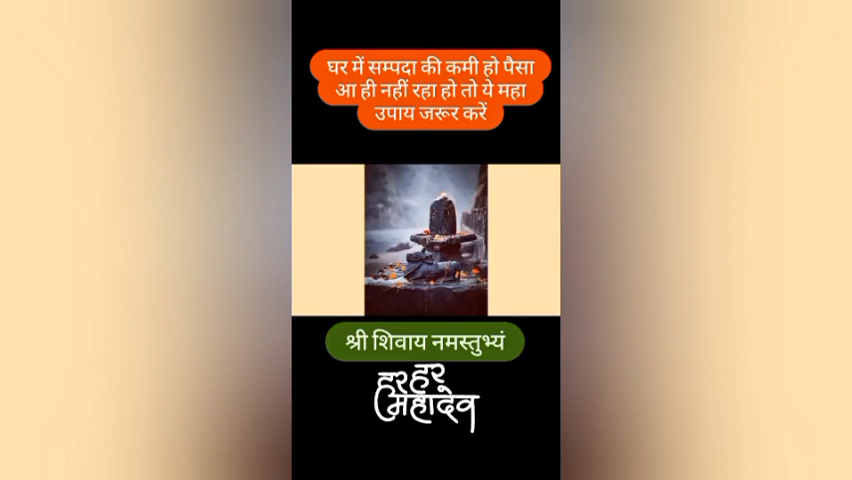 घर में सम्पदा की कमी हो पैसा
आ ही नहीं रहा हो तो ये महा
उपाय जरूर करें
श्री शिवाय नमस्तुभ्यं
हर हर
महादेव